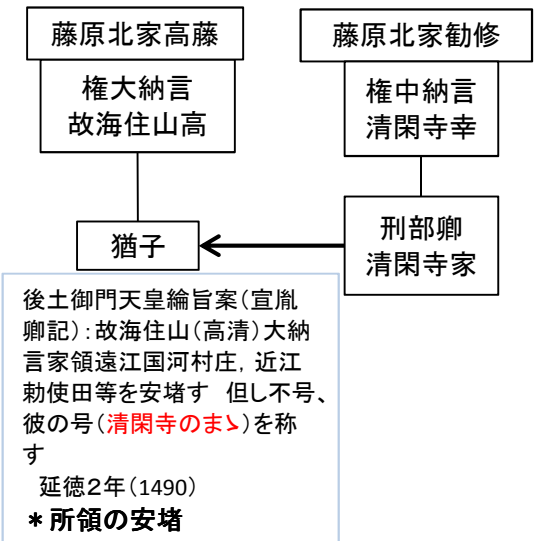 藤原北家高藤
権大納言
故海住山高
猶子
藤原北家勧修
権中納言
清閑寺幸
刑部卿
清閑寺家
後土御門天皇綸旨案（宣胤
卿記）：故海住山（高清）大納
言家領遠江国河村庄，近江
勅使田等を安堵す　但し不号、
彼の号（清閑寺のまゝ）を称
す
延徳２年（1490）
＊所領の安堵